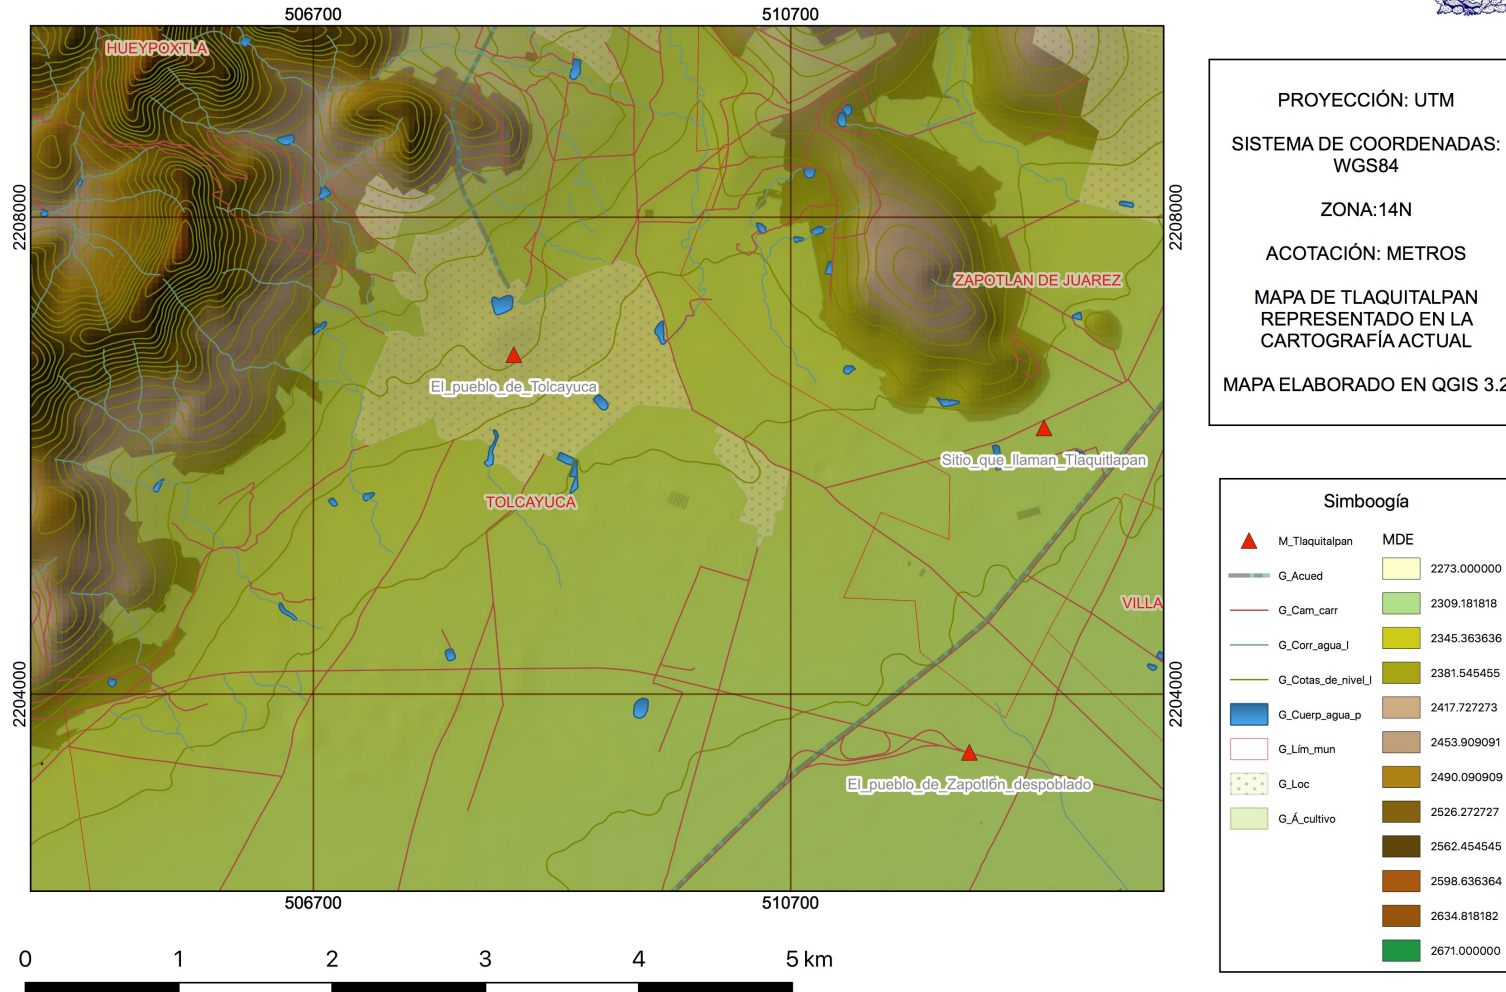 506700
510700
HUEYPOXTLA
2208000
2208000
ZAPOTLAN DE JUAREZ
El_pueblo_de_Tolcayuca
Sitio_que_llaman_Tlaquitlapan
TOLCAYUCA
VILLA
2204000
2204000
El_pueblo_de_Zapotlõn_despoblado
506700
510700
0 1 2 3 4 5 km
PROYECCIÓN: UTM
SISTEMA DE COORDENADAS:
WGS84
ZONA:14N
ACOTACIÓN: METROS
MAPA DE TLAQUITALPAN
REPRESENTADO EN LA
CARTOGRAFÍA ACTUAL
MAPA ELABORADO EN QGIS 3.2
Simboogía
M_Tlaquitalpan
G_Acued
G_Cam_carr
G_Corr_agua_l
G_Cotas_de_nivel_l
G_Cuerp_agua_p
G_Lím_mun
G_Loc
G_Á_cultivo
MDE
2273.000000
2309.181818
2345.363636
2381.545455
2417.727273
2453.909091
2490.090909
2526.272727
2562.454545
2598.636364
2634.818182
2671.000000